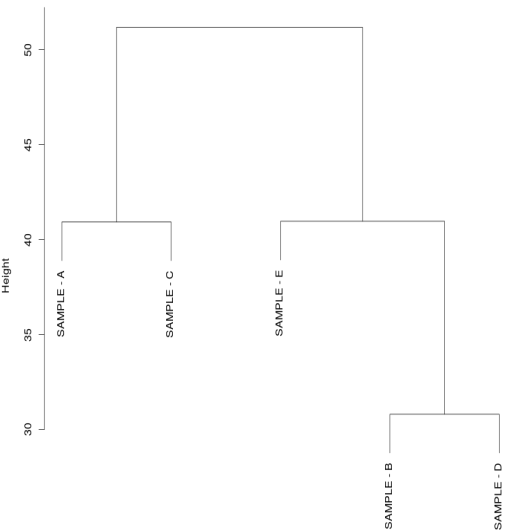 50
45
40
35
30
Height
SAMPLE - A
SAMPLE - C
SAMPLE - E
SAMPLE - B
SAMPLE - D